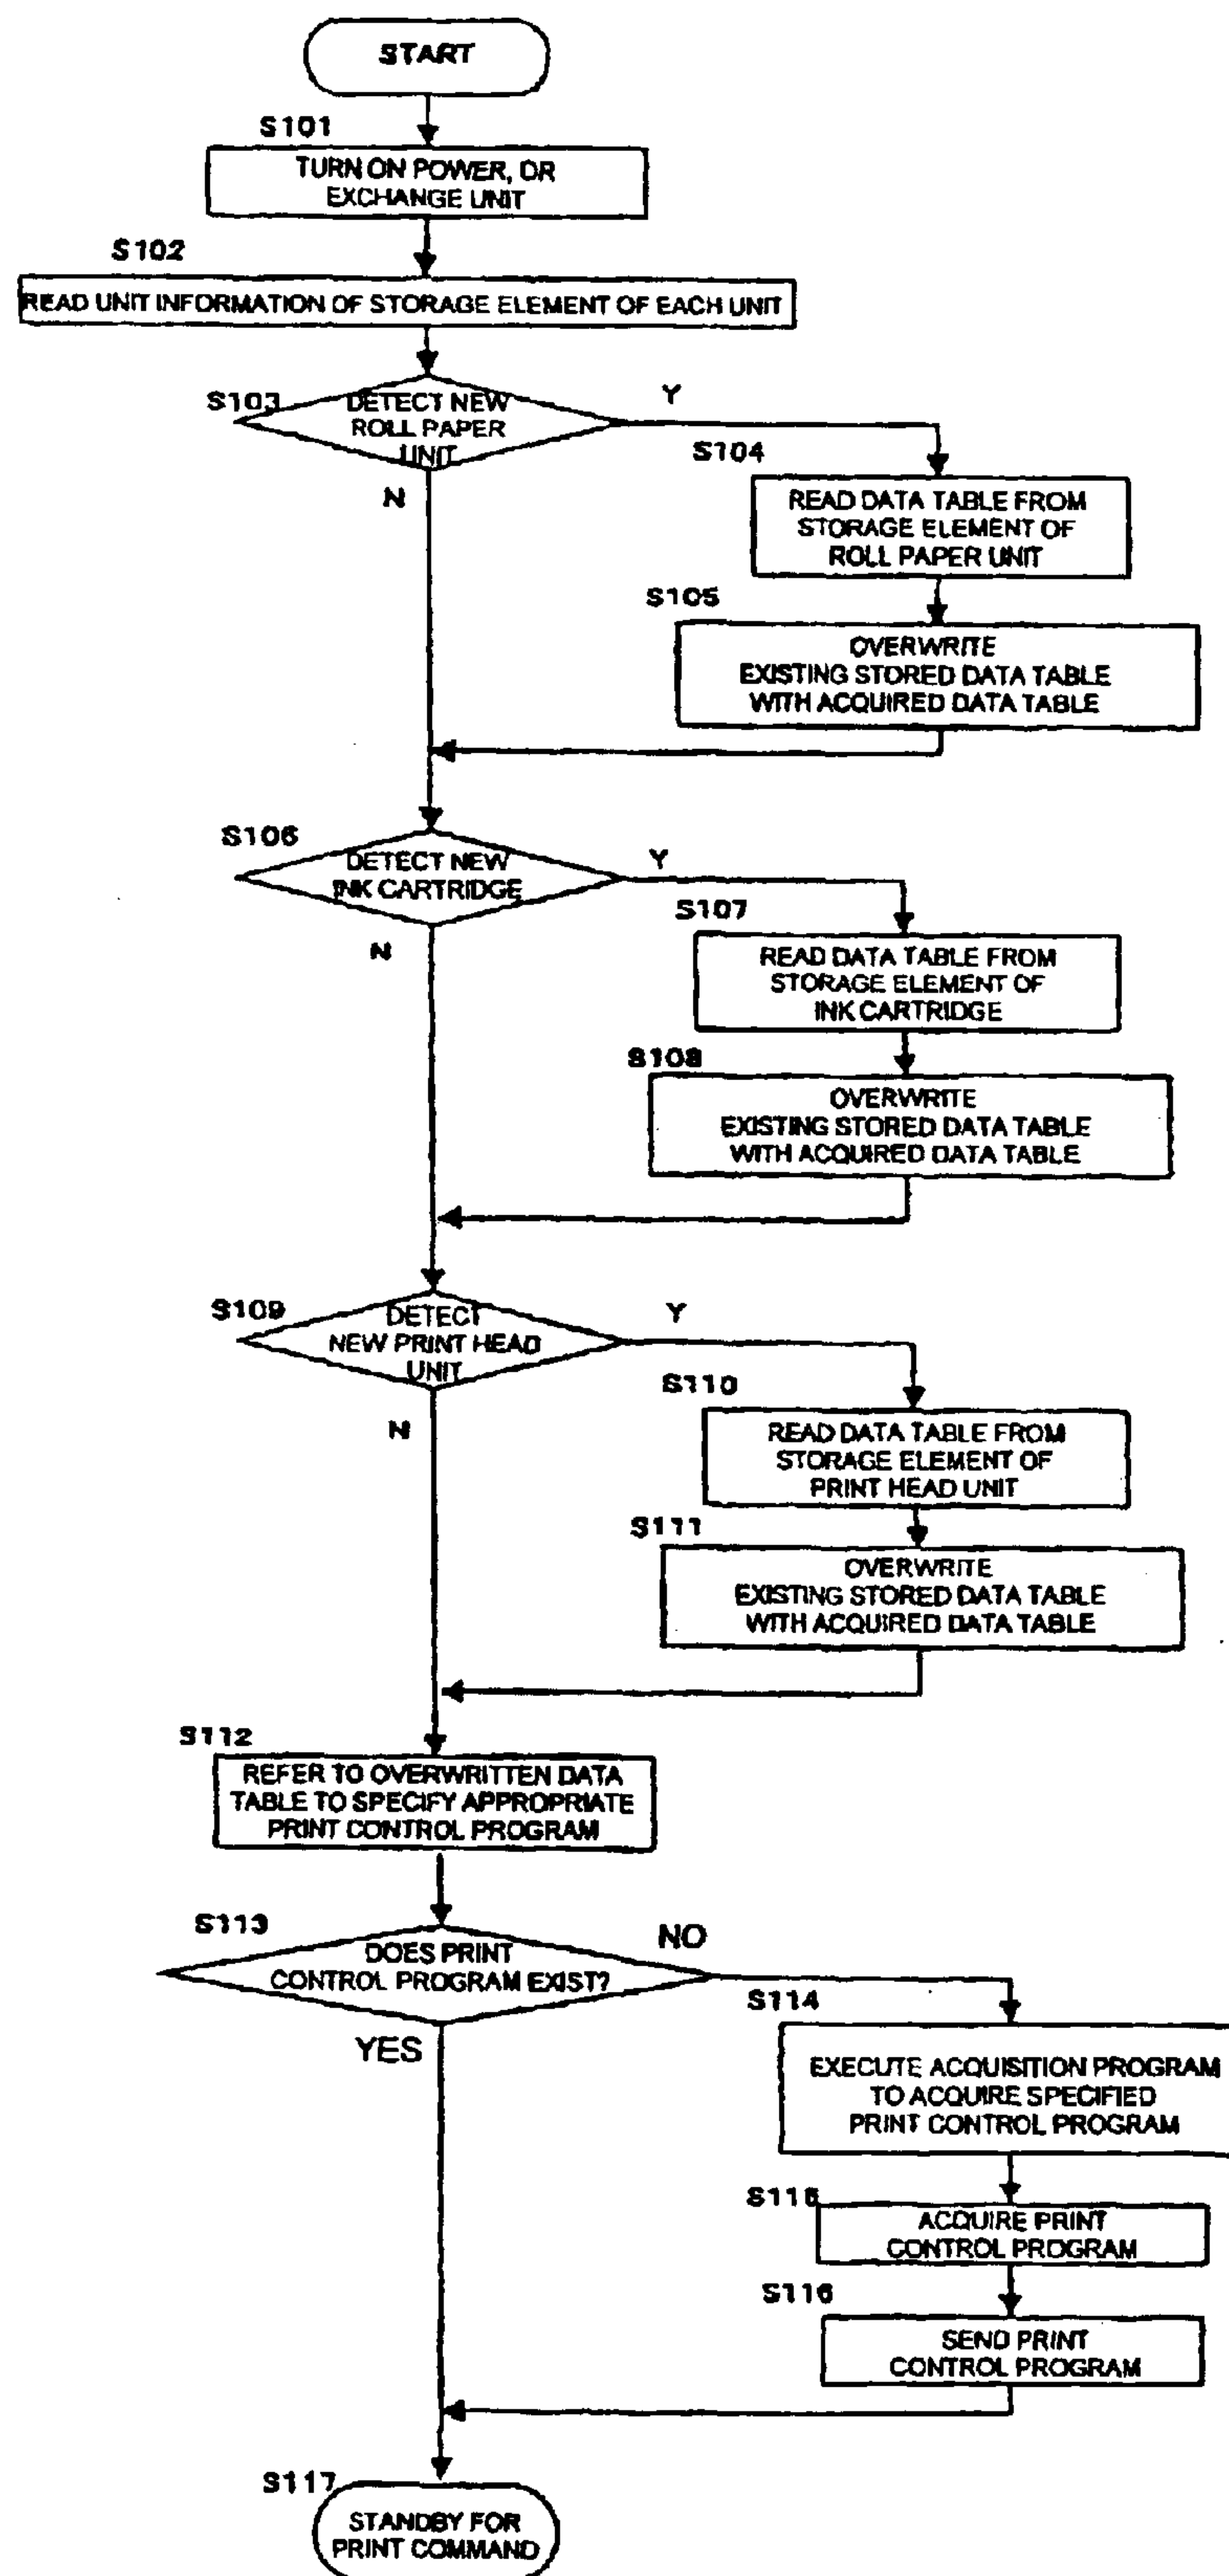 START
S101
TURN ON POWER, OR
EXCHANGE UNIT
S102
READ UNIT INFORMATION OF STORAGE ELEMENT OF EACH UNIT
S103
DETECT NEW
ROLL PAPER
UNIT
Y
N
S104
READ DATA TABLE FROM
STORAGE ELEMENT OF
ROLL PAPER UNIT
S105
OVERWRITE
EXISTING STORED DATA TABLE
WITH ACQUIRED DATA TABLE
S106
DETECT NEW
INK CARTRIDGE
Y
N
S107
READ DATA TABLE FROM
STORAGE ELEMENT OF
INK CARTRIDGE
S108
OVERWRITE
EXISTING STORED DATA TABLE
WITH ACQUIRED DATA TABLE
S109
DETECT
NEW PRINT HEAD
UNIT
Y
N
S110
READ DATA TABLE FROM
STORAGE ELEMENT OF
PRINT HEAD UNIT
S111
OVERWRITE
EXISTING STORED DATA TABLE
WITH ACQUIRED DATA TABLE
S112
REFER TO OVERWRITTEN DATA
TABLE TO SPECIFY APPROPRIATE
PRINT CONTROL PROGRAM
S113
DOES PRINT
CONTROL PROGRAM EXIST?
NO
YES
S114
EXECUTE ACQUISITION PROGRAM
TO ACQUIRE SPECIFIED
PRINT CONTROL PROGRAM
S115
ACQUIRE PRINT
CONTROL PROGRAM
S116
SEND PRINT
CONTROL PROGRAM
S117
STANDBY FOR
PRINT COMMAND